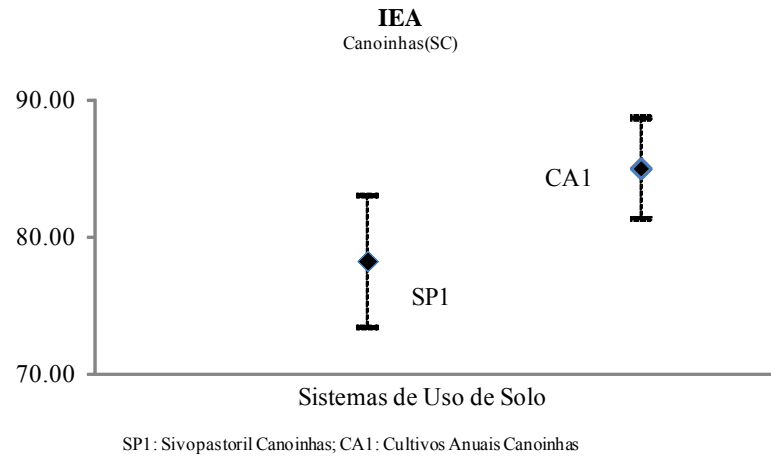 IEA
Canoinhas(SC)
90.00
CA1
80.00
SP1
70.00
Sistemas de Uso de Solo
SP1: Sivopastoril Canoinhas; CA1: Cultivos Anuais Canoinhas